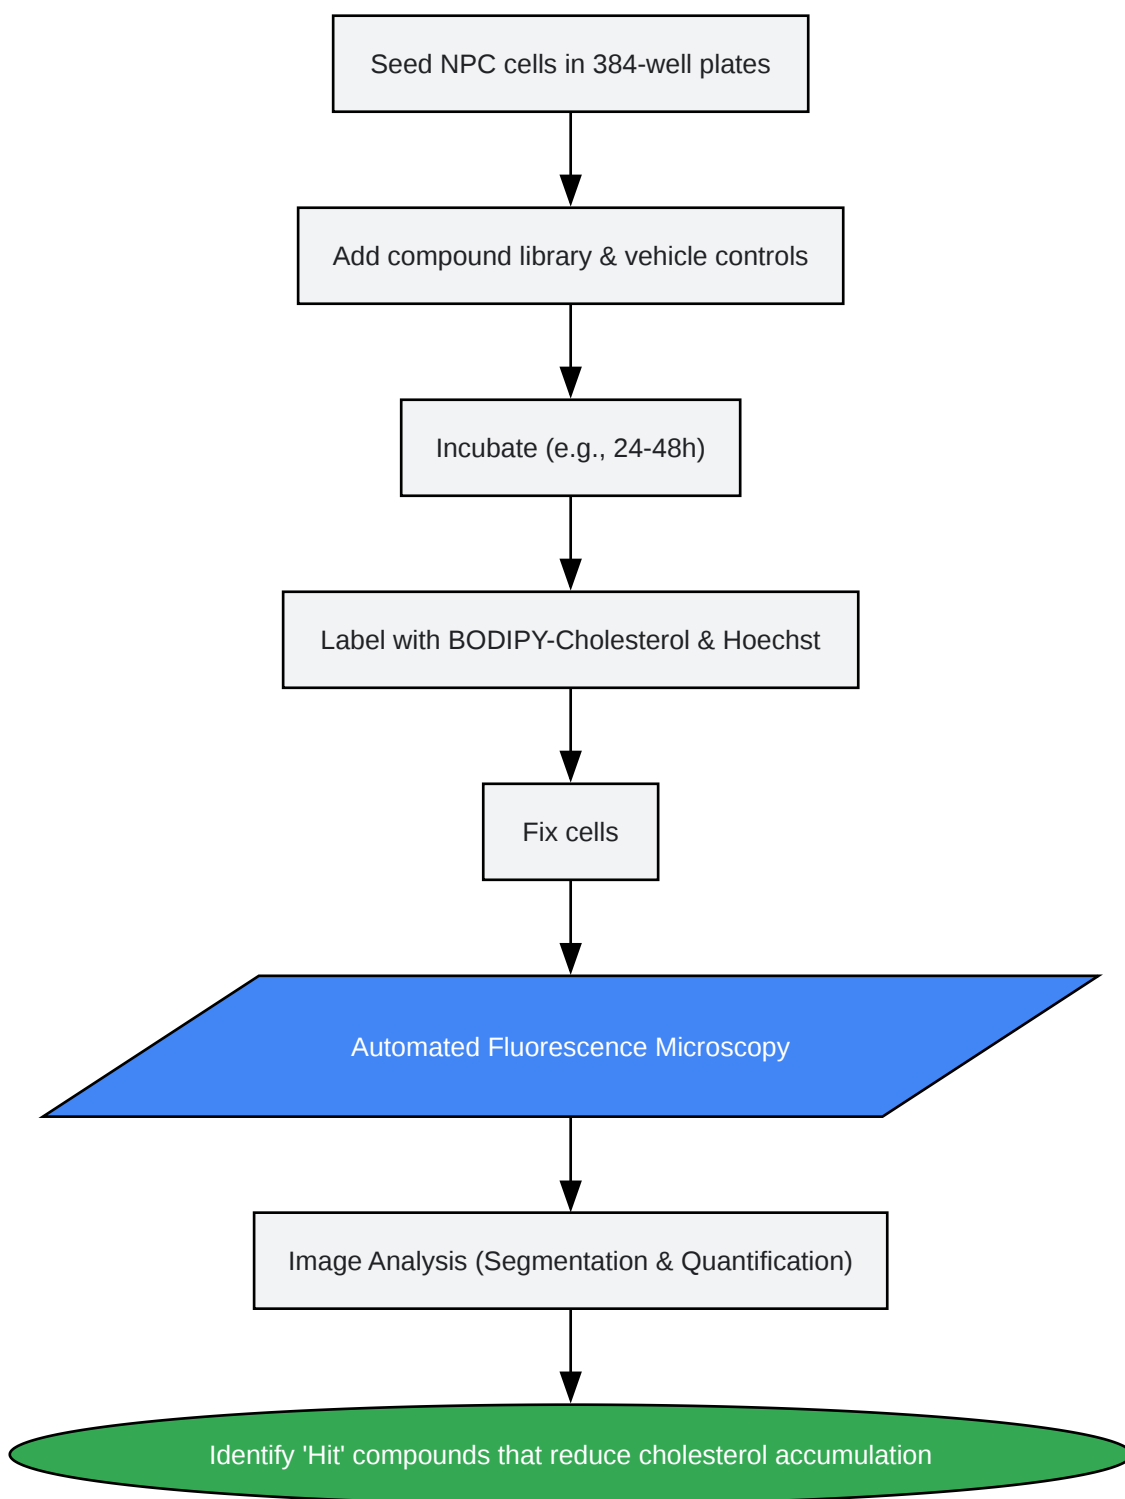 Seed NPC cells in 384-well plates
Add compound library & vehicle controls
Incubate (e.g., 24-48h)
Label with BODIPY-Cholesterol & Hoechst
Fix cells
Automated Fluorescence Microscopy
Image Analysis (Segmentation & Quantification)
Identify 'Hit' compounds that reduce cholesterol accumulation